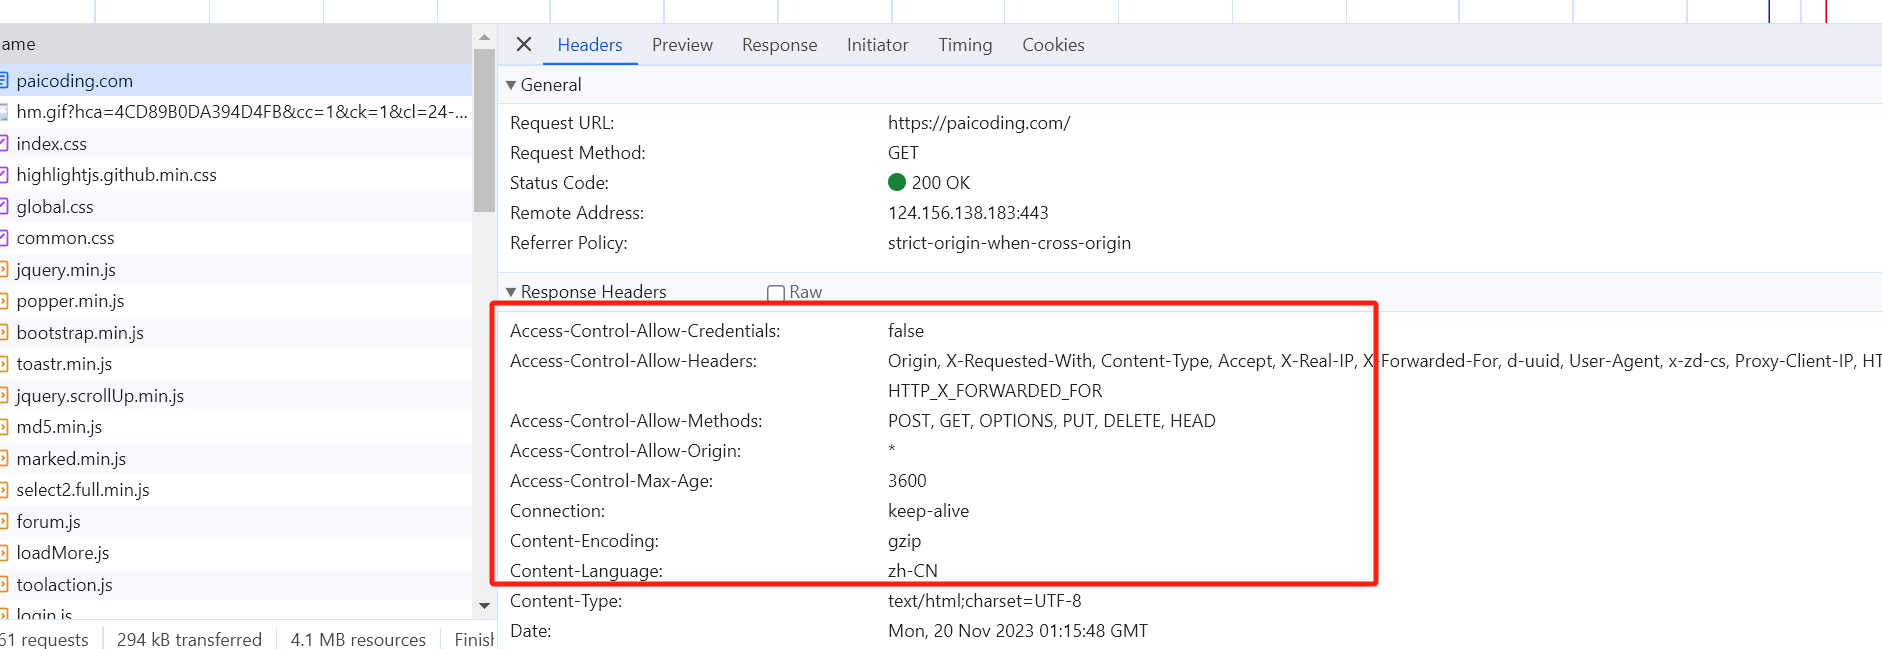 ame
paicoding.com
hm.gif?hca=4CD89B0DA394D4FB&cc=1&ck=1&cl=24-...
index.css
highlightjs.github.min.css
global.css
common.css
jquery.min.js
popper.min.js
bootstrap.min.js
toastr.min.js
jquery.scrollUp.min.js
md5.min.js
marked.min.js
select2.full.min.js
forum.js
loadMore.js
toolaction.js
login.js
61 requests 294 kB transferred 4.1 MB resources Finish
Headers Preview Response Initiator Timing Cookies
General
Request URL: https://paicoding.com/
Request Method: GET
Status Code: 200 OK
Remote Address: 124.156.138.183:443
Referrer Policy: strict-origin-when-cross-origin
Response Headers Raw
Access-Control-Allow-Credentials: false
Access-Control-Allow-Headers: Origin, X-Requested-With, Content-Type, Accept, X-Real-IP, X-Forwarded-For, d-uuid, User-Agent, x-zd-cs, Proxy-Client-IP, HT
HTTP_X_FORWARDED_FOR
Access-Control-Allow-Methods: POST, GET, OPTIONS, PUT, DELETE, HEAD
Access-Control-Allow-Origin: *
Access-Control-Max-Age: 3600
Connection: keep-alive
Content-Encoding: gzip
Content-Language: zh-CN
Content-Type: text/html;charset=UTF-8
Date: Mon, 20 Nov 2023 01:15:48 GMT